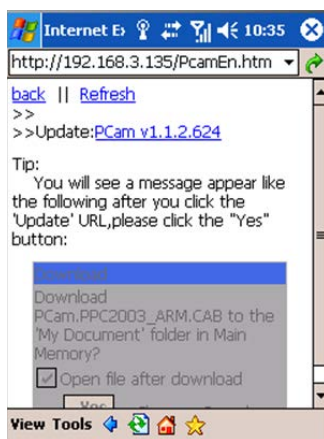 Internet Ex 10:35
http://192.168.3.135/PcamEn.htm
back || Refresh
>>
>>Update:PCam v1.1.2.624
Tip:
You will see a message appear like
the following after you click the
'Update' URL,please click the "Yes"
button:
Download
Download
PCam.PPC2003_ARM.CAB to the
'My Document' folder in Main
Memory?
Open file after download
Yes
View Tools